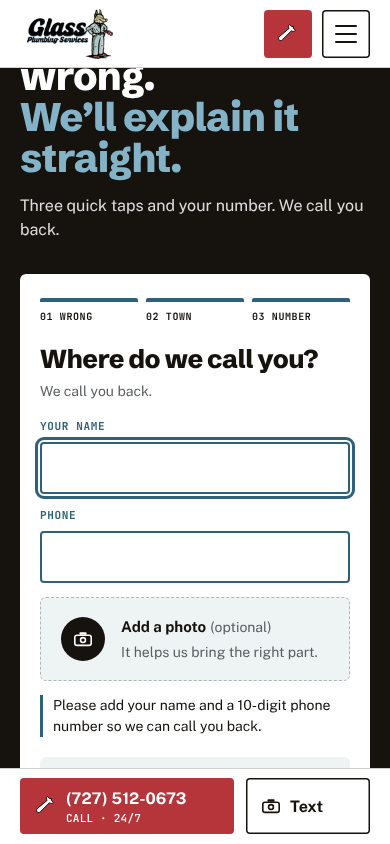 Glass
Plumbing Services
wrong.
We’ll explain it
straight.
Three quick taps and your number. We call you
back.
01 WRONG
02 TOWN
03 NUMBER
Where do we call you?
We call you back.
YOUR NAME
PHONE
Add a photo (optional)
It helps us bring the right part.
Please add your name and a 10-digit phone
number so we can call you back.
(727) 512-0673
CALL · 24/7
Text